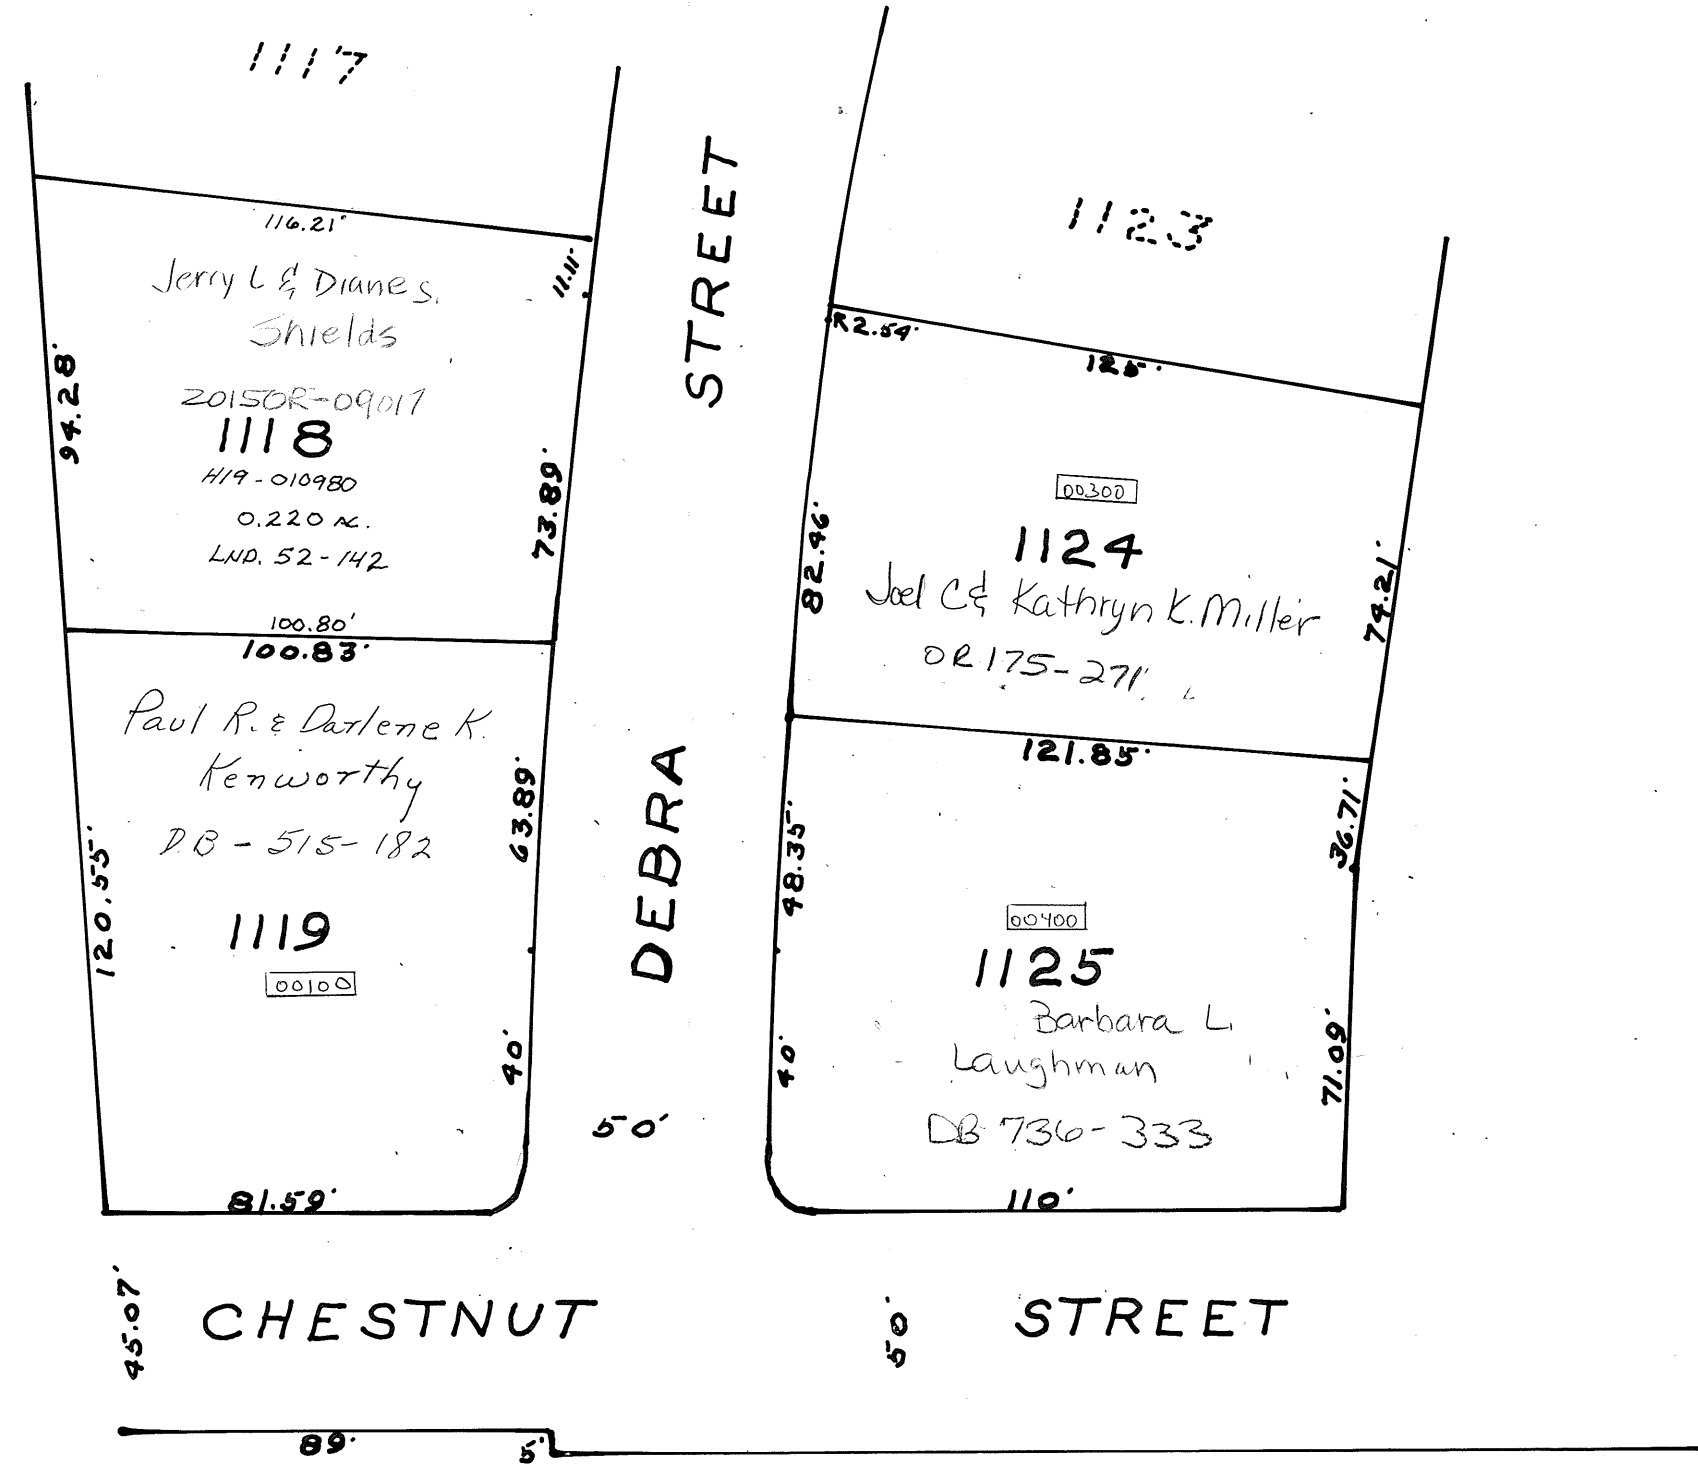 1117
116.21'
11.11'
Jerry L & Diane S.
Shields
2015OR-09017
1118
H19-010980
0.220 AC.
LND. 52-142
94.28'
73.89'
100.80'
100.83'
Paul R. & Darlene K.
Kenworthy
D.B - 515-182
1119
00100
120.55'
63.89'
40'
81.59'
DEBRA STREET
50'
1123
R2.54'
125'
00300
1124
Joel C & Kathryn K. Miller
OR 175-271
82.46'
74.21'
121.85'
48.35'
36.71'
00400
1125
Barbara L.
Laughman
DB 736-333
40'
71.09'
110'
45.07'
CHESTNUT STREET
50'
89'
5'